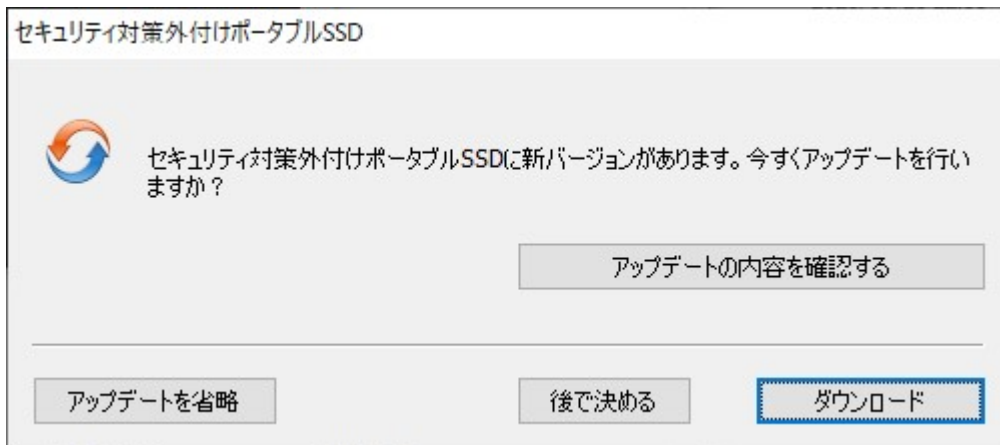 セキュリティ対策外付けポータブルSSD
セキュリティ対策外付けポータブルSSDに新バージョンがあります。今すぐアップデートを行い
ますか？
アップデートの内容を確認する
アップデートを省略
後で決める
ダウンロード